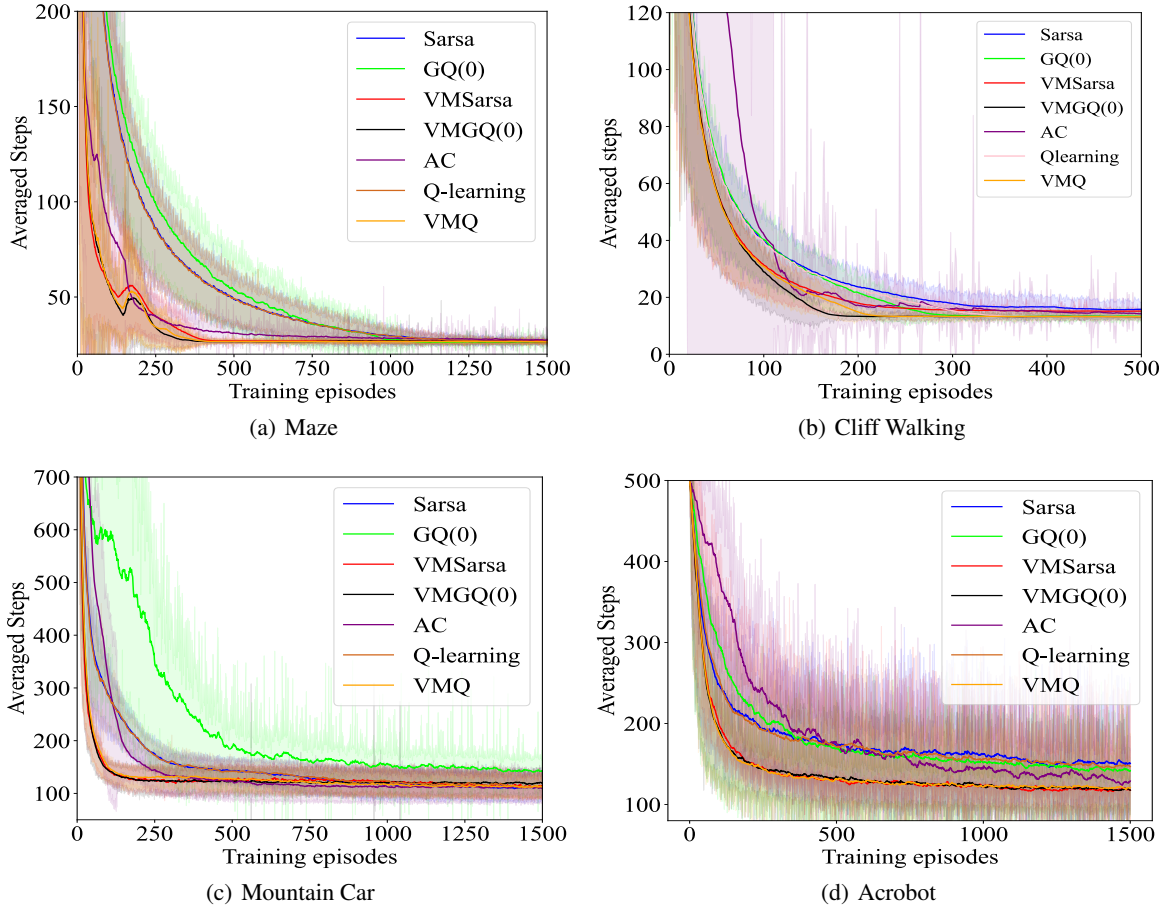 200
150
100
50
Averaged Steps
0 250 500 750 1000 1250 1500
Training episodes
Sarsa
GQ(0)
VMSarsa
VMGQ(0)
AC
Q-learning
VMQ
(a) Maze
120
100
80
60
40
20
0
Averaged steps
0 100 200 300 400 500
Training episodes
Sarsa
GQ(0)
VMSarsa
VMGQ(0)
AC
Qlearning
VMQ
(b) Cliff Walking
700
600
500
400
300
200
100
Averaged Steps
0 250 500 750 1000 1250 1500
Training episodes
Sarsa
GQ(0)
VMSarsa
VMGQ(0)
AC
Q-learning
VMQ
(c) Mountain Car
500
400
300
200
100
Averaged Steps
0 500 1000 1500
Training episodes
Sarsa
GQ(0)
VMSarsa
VMGQ(0)
AC
Q-learning
VMQ
(d) Acrobot